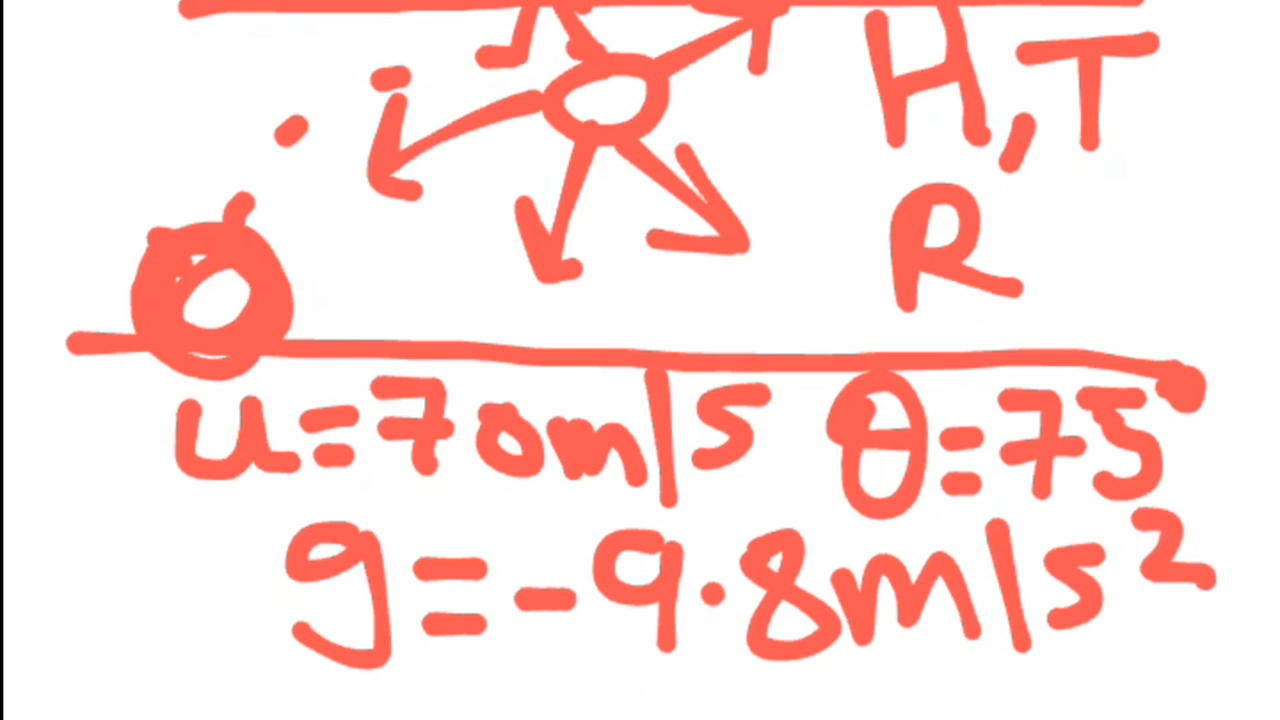 H,T
R
u=70m/s θ=75°
g=-9.8m/s²